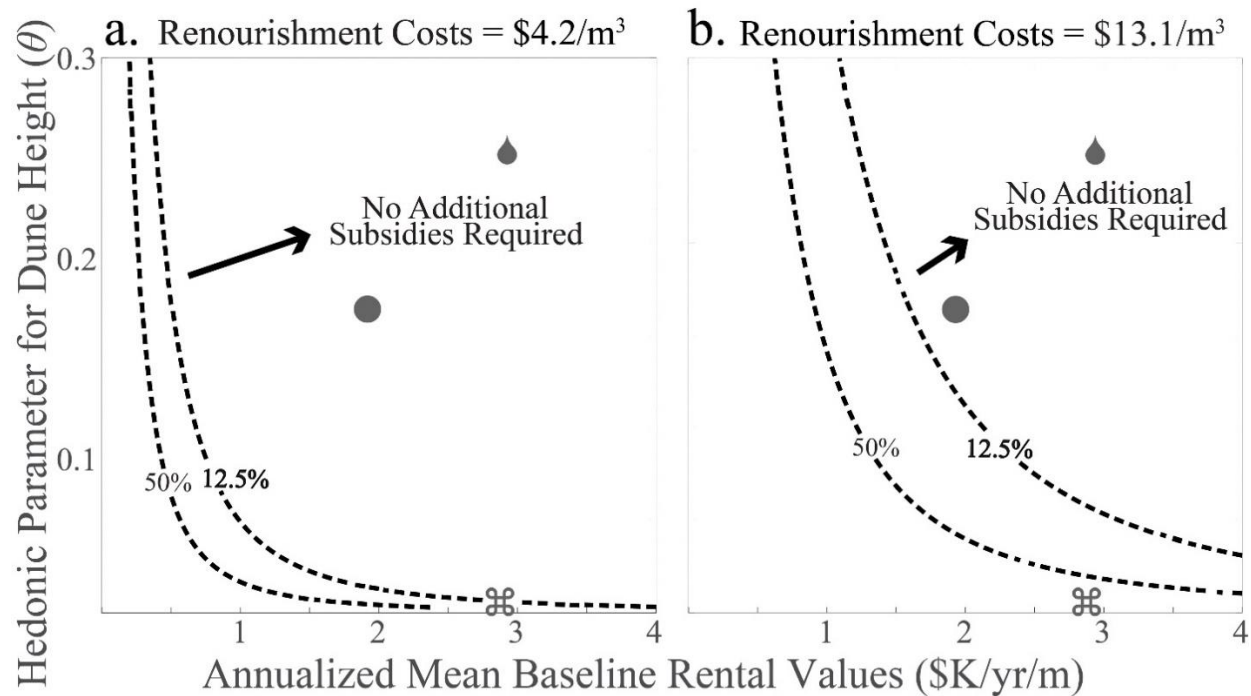 a. Renourishment Costs = $4.2/m³
b. Renourishment Costs = $13.1/m³
Hedonic Parameter for Dune Height (θ)
0.3
0.2
0.1
No Additional
Subsidies Required
50%
12.5%
1
2
3
4
No Additional
Subsidies Required
50%
12.5%
1
2
3
4
Annualized Mean Baseline Rental Values ($K/yr/m)